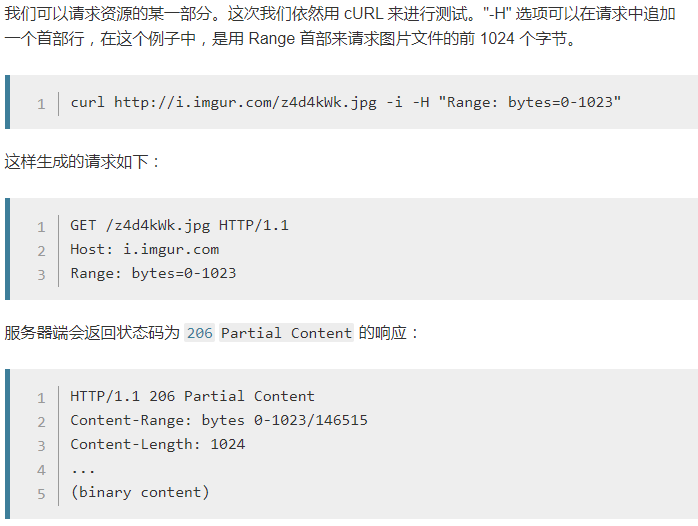 我们可以请求资源的某一部分。这次我们依然用 cURL 来进行测试。"-H" 选项可以在请求中追加
一个首部行，在这个例子中，是用 Range 首部来请求图片文件的前 1024 个字节。
1 curl http://i.imgur.com/z4d4kWk.jpg -i -H "Range: bytes=0-1023"
这样生成的请求如下：
1 GET /z4d4kWk.jpg HTTP/1.1
2 Host: i.imgur.com
3 Range: bytes=0-1023
服务器端会返回状态码为 206 Partial Content 的响应：
1 HTTP/1.1 206 Partial Content
2 Content-Range: bytes 0-1023/146515
3 Content-Length: 1024
4 ...
5 (binary content)